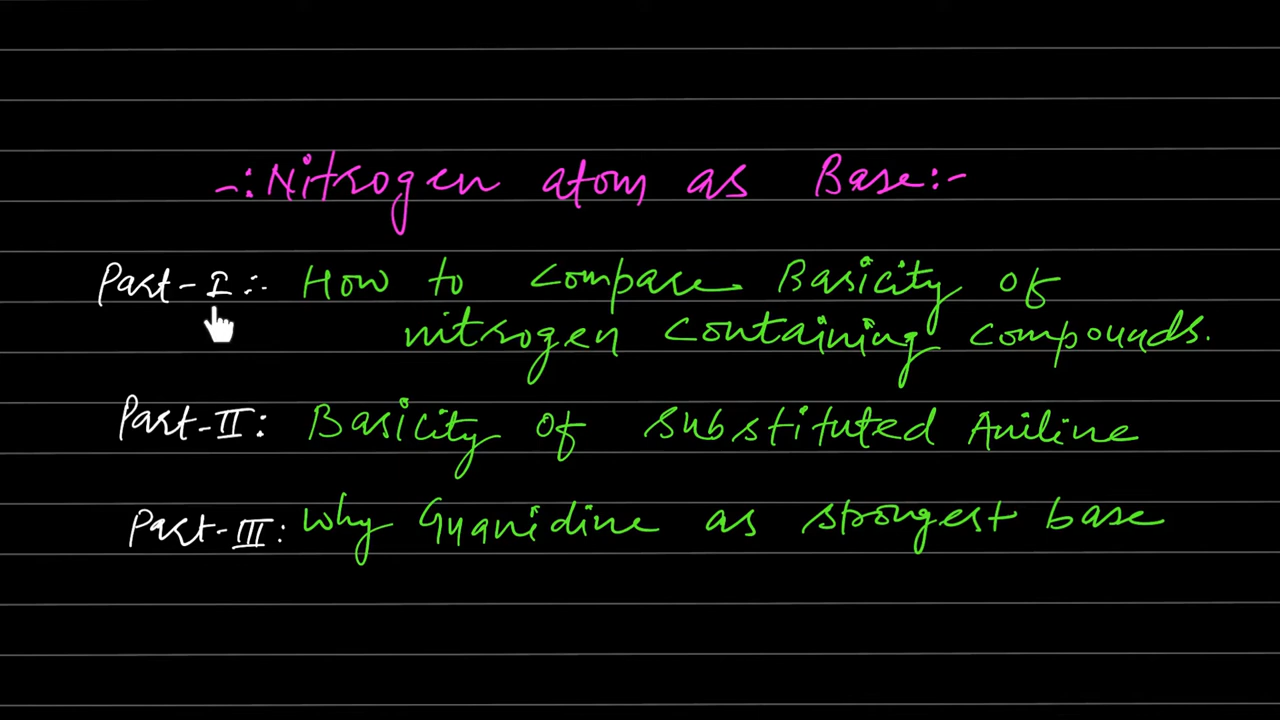 -:Nitrogen atom as Base:-
Part-I:- How to compare Basicity of
nitrogen containing compounds.
Part-II: Basicity of substituted Aniline
Part-III: Why Guanidine as strongest base